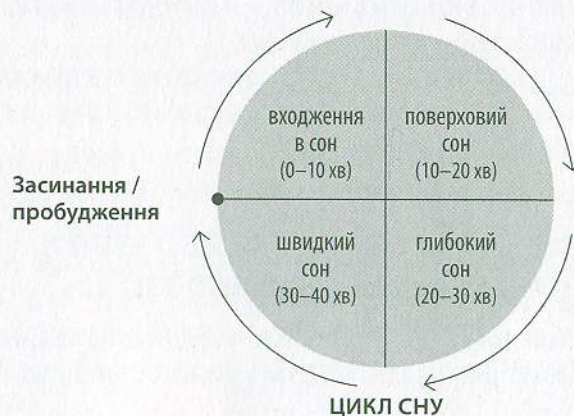 входження
в сон
(0–10 хв)
поверховий
сон
(10–20 хв)
Засинання /
пробудження
швидкий
сон
(30–40 хв)
глибокий
сон
(20–30 хв)
ЦИКЛ СНУ